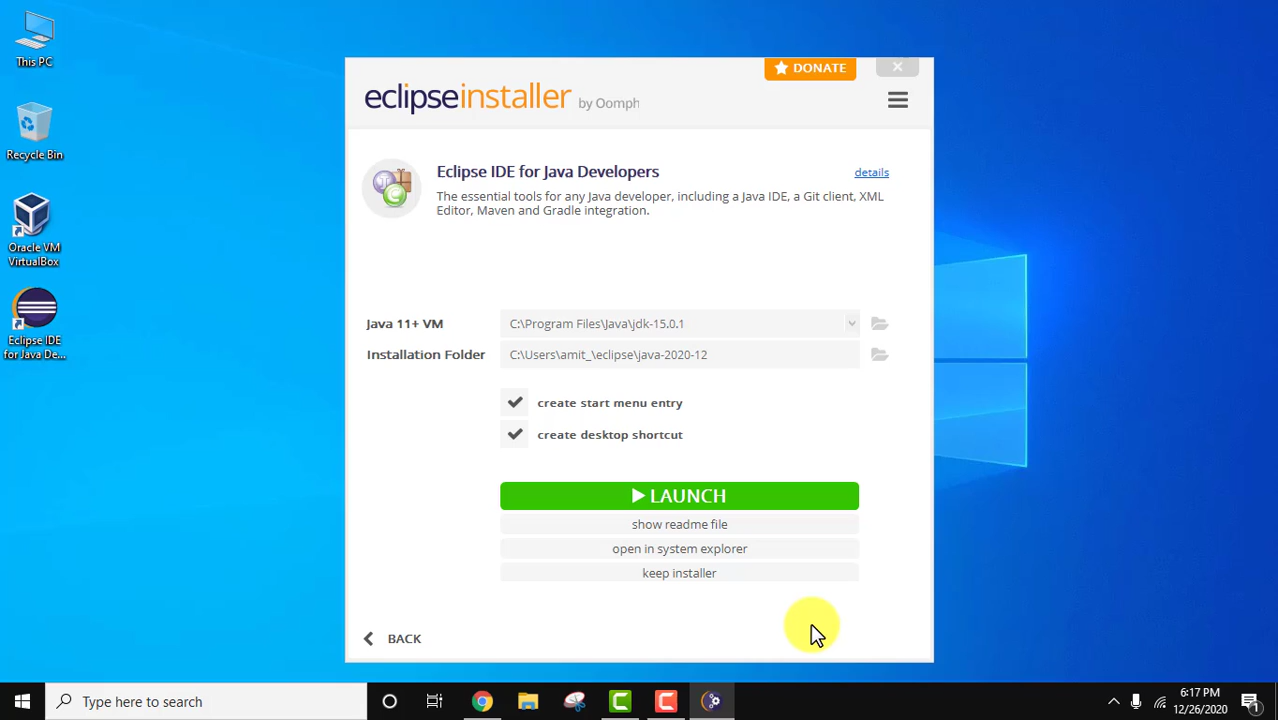 This PC
Recycle Bin
Oracle VM
VirtualBox
Eclipse IDE
for Java De...
DONATE
eclipseinstaller by Oomph
Eclipse IDE for Java Developers
details
The essential tools for any Java developer, including a Java IDE, a Git client, XML
Editor, Maven and Gradle integration.
Java 11+ VM
C:\Program Files\Java\jdk-15.0.1
Installation Folder
C:\Users\amit_\eclipse\java-2020-12
create start menu entry
create desktop shortcut
LAUNCH
show readme file
open in system explorer
keep installer
BACK
Type here to search
6:17 PM
12/26/2020
1